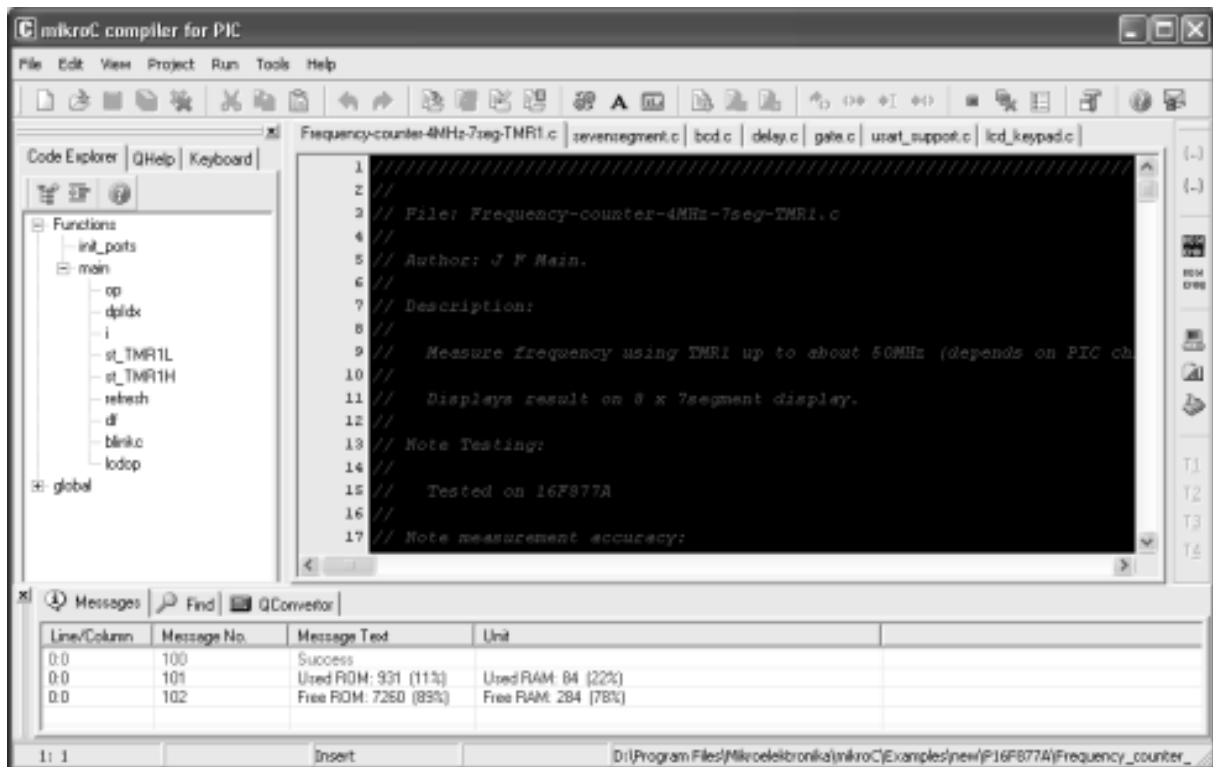 mikroC compiler for PIC
File Edit View Project Run Tools Help
Frequency-counter-4MHz-7seg-TMR1.c sevensegment.c bcd.c delay.c gate.c usart_support.c lcd_keypad.c
Code Explorer QHelp Keyboard
Functions
init_ports
main
op
dpidx
i
st_TMR1L
st_TMR1H
refresh
df
blink.c
lcdop
global
1 ////////////////////////////////////////////////////////////////////////
2 //
3 // File: Frequency-counter-4MHz-7seg-TMR1.c
4 //
5 // Author: J F Main.
6 //
7 // Description:
8 //
9 // Measure frequency using TMR1 up to about 50MHz (depends on PIC ch
10 //
11 // Displays result on 8 x 7segment display.
12 //
13 // Note Testing:
14 //
15 // Tested on 16F877A
16 //
17 // Note measurement accuracy:
T1
T2
T3
T4
Messages Find QConvertor
Line/Column Message No. Message Text Unit
0:0 100 Success
0:0 101 Used ROM: 931 (11%) Used RAM: 84 (22%)
0:0 102 Free ROM: 7260 (89%) Free RAM: 284 (78%)
1: 1 Insert D:\Program Files\Mikroelektronika\mikroC\Examples\new\P16F877A\Frequency_counter_